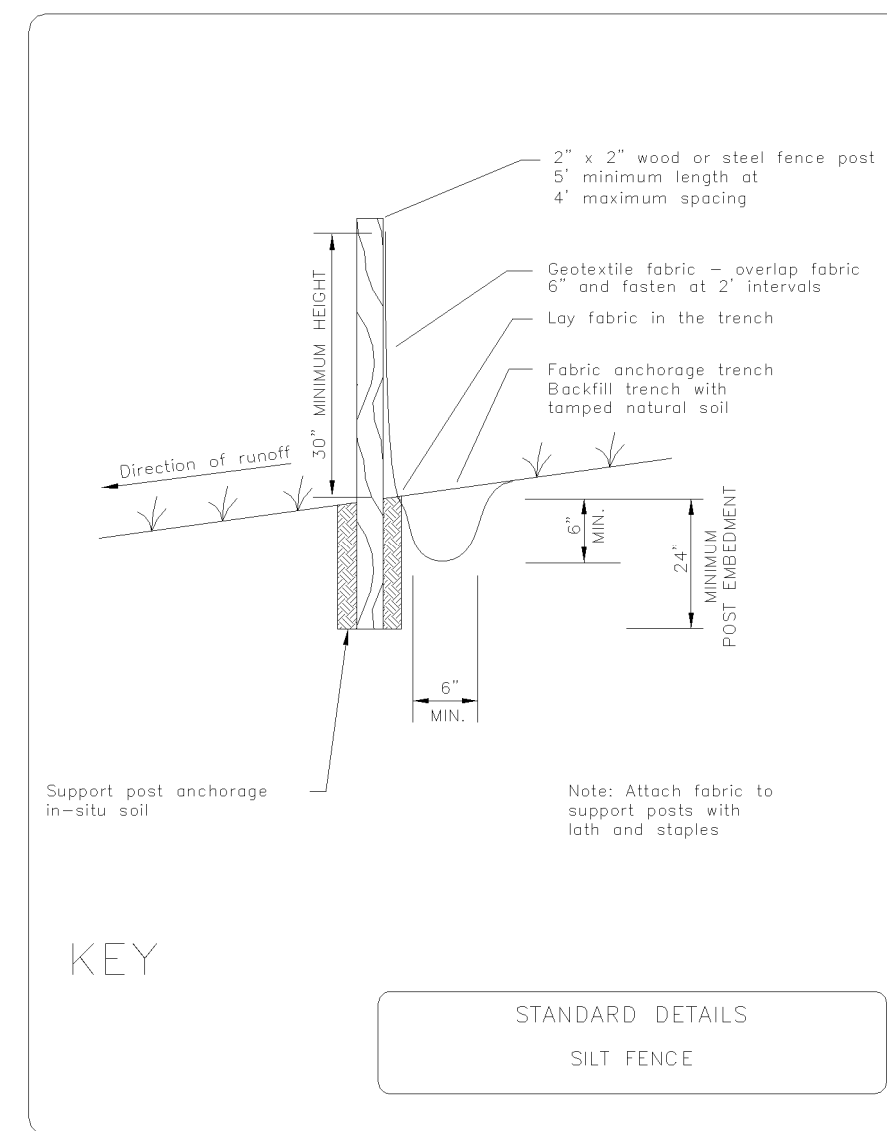 2” x 2” wood or steel fence post
5’ minimum length at
4’ maximum spacing
Geotextile fabric – overlap fabric
6” and fasten at 2’ intervals
Lay fabric in the trench
Fabric anchorage trench
Backfill trench with
tamped natural soil
30” MINIMUM HEIGHT
Direction of runoff
6”
MIN.
24”
MINIMUM
POST EMBEDMENT
6”
MIN.
Support post anchorage
in–situ soil
Note: Attach fabric to
support posts with
lath and staples
KEY
STANDARD DETAILS
SILT FENCE